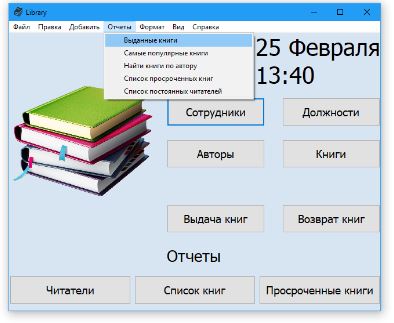 Library
Файл Правка Добавить Отчеты Формат Вид Справка
Выданные книги
Самые популярные книги
Найти книги по автору
Список просроченных книг
Список постоянных читателей
25 Февраля
13:40
Сотрудники Должности
Авторы Книги
Выдача книг Возврат книг
Отчеты
Читатели Список книг Просроченные книги